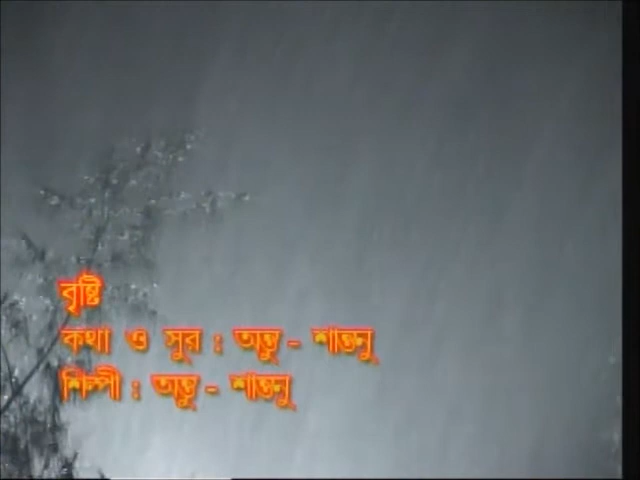 বৃষ্টি
কথা ও সুর : অন্তু - শান্তনু
শিল্পী : অন্তু - শান্তনু